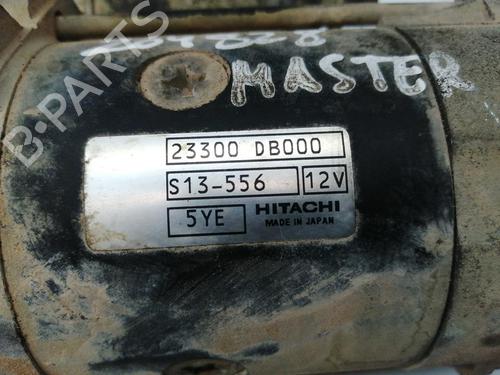 MASTER
B-PARTS
23300 DB000
S13-556 12V
5YE HITACHI
MADE IN JAPAN